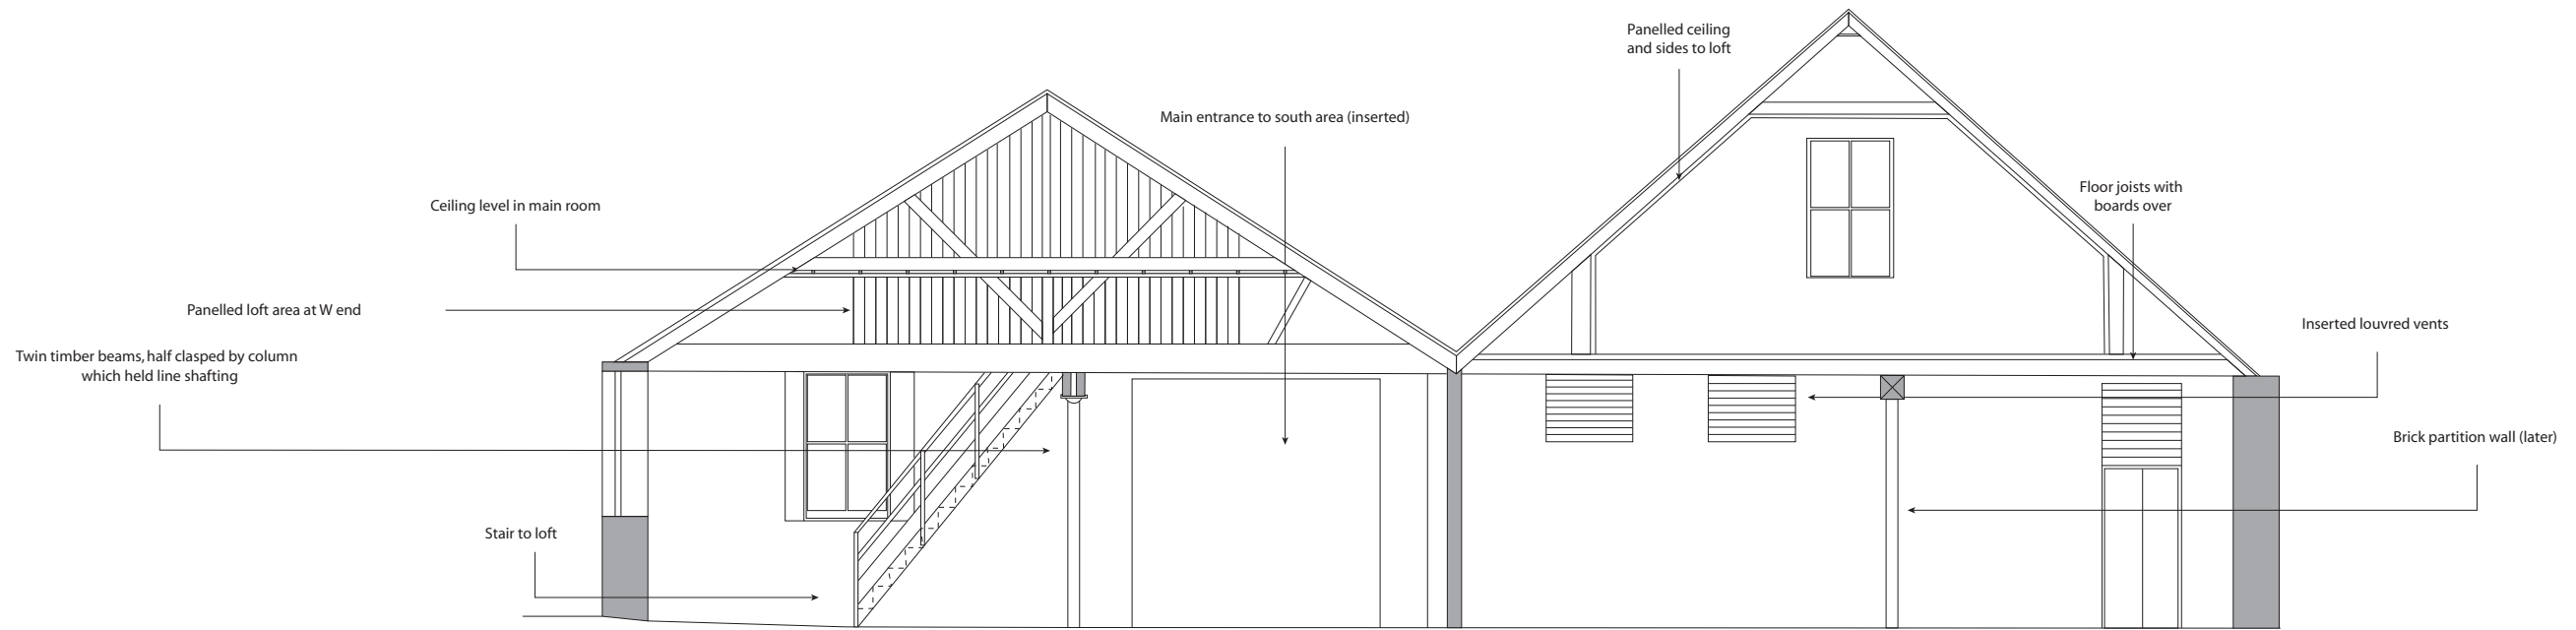 Panelled ceiling
and sides to loft
Main entrance to south area (inserted)
Floor joists with
boards over
Ceiling level in main room
Panelled loft area at W end
Inserted louvred vents
Twin timber beams, half clasped by column
which held line shafting
Brick partition wall (later)
Stair to loft